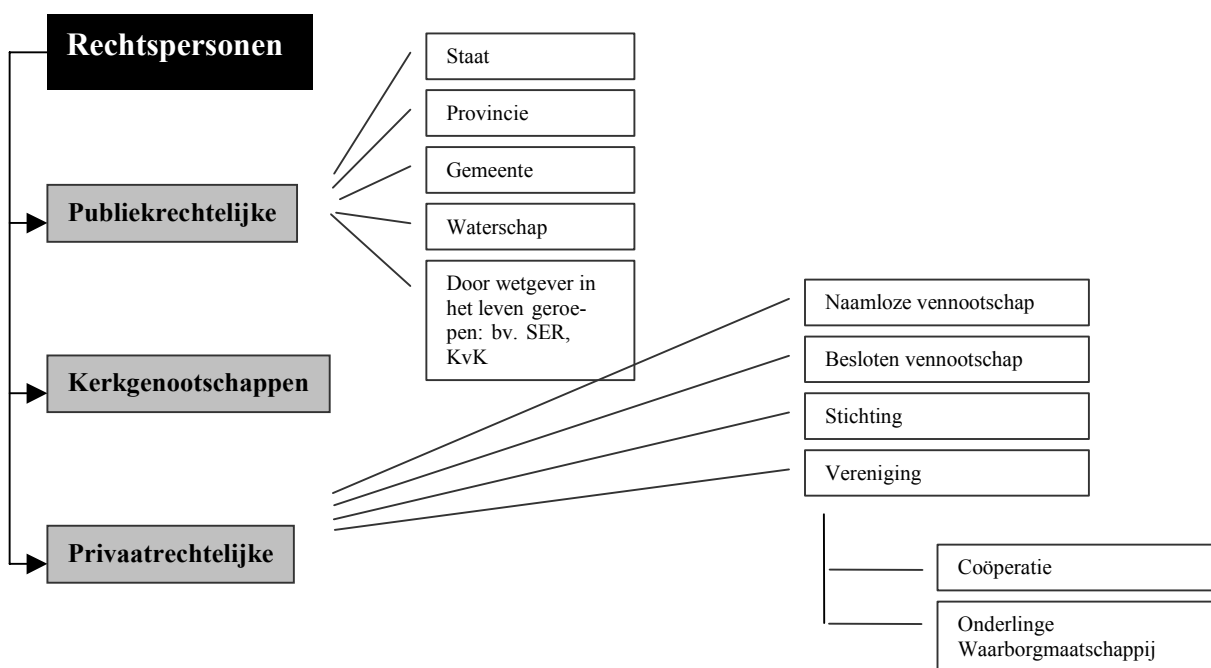 Rechtspersonen
Publiekrechtelijke
Staat
Provincie
Gemeente
Waterschap
Door wetgever in
het leven geroe-
pen: bv. SER,
KvK
Kerkgenootschappen
Privaatrechtelijke
Naamloze vennootschap
Besloten vennootschap
Stichting
Vereniging
Coöperatie
Onderlinge
Waarborgmaatschappij